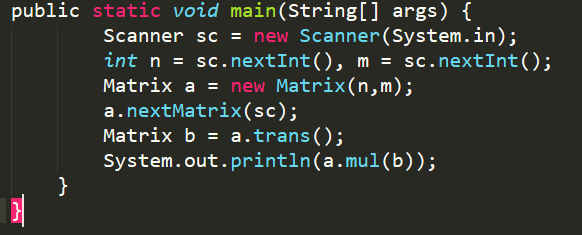 public static void main(String[] args) {
Scanner sc = new Scanner(System.in);
int n = sc.nextInt(), m = sc.nextInt();
Matrix a = new Matrix(n,m);
a.nextMatrix(sc);
Matrix b = a.trans();
System.out.println(a.mul(b));
}
}